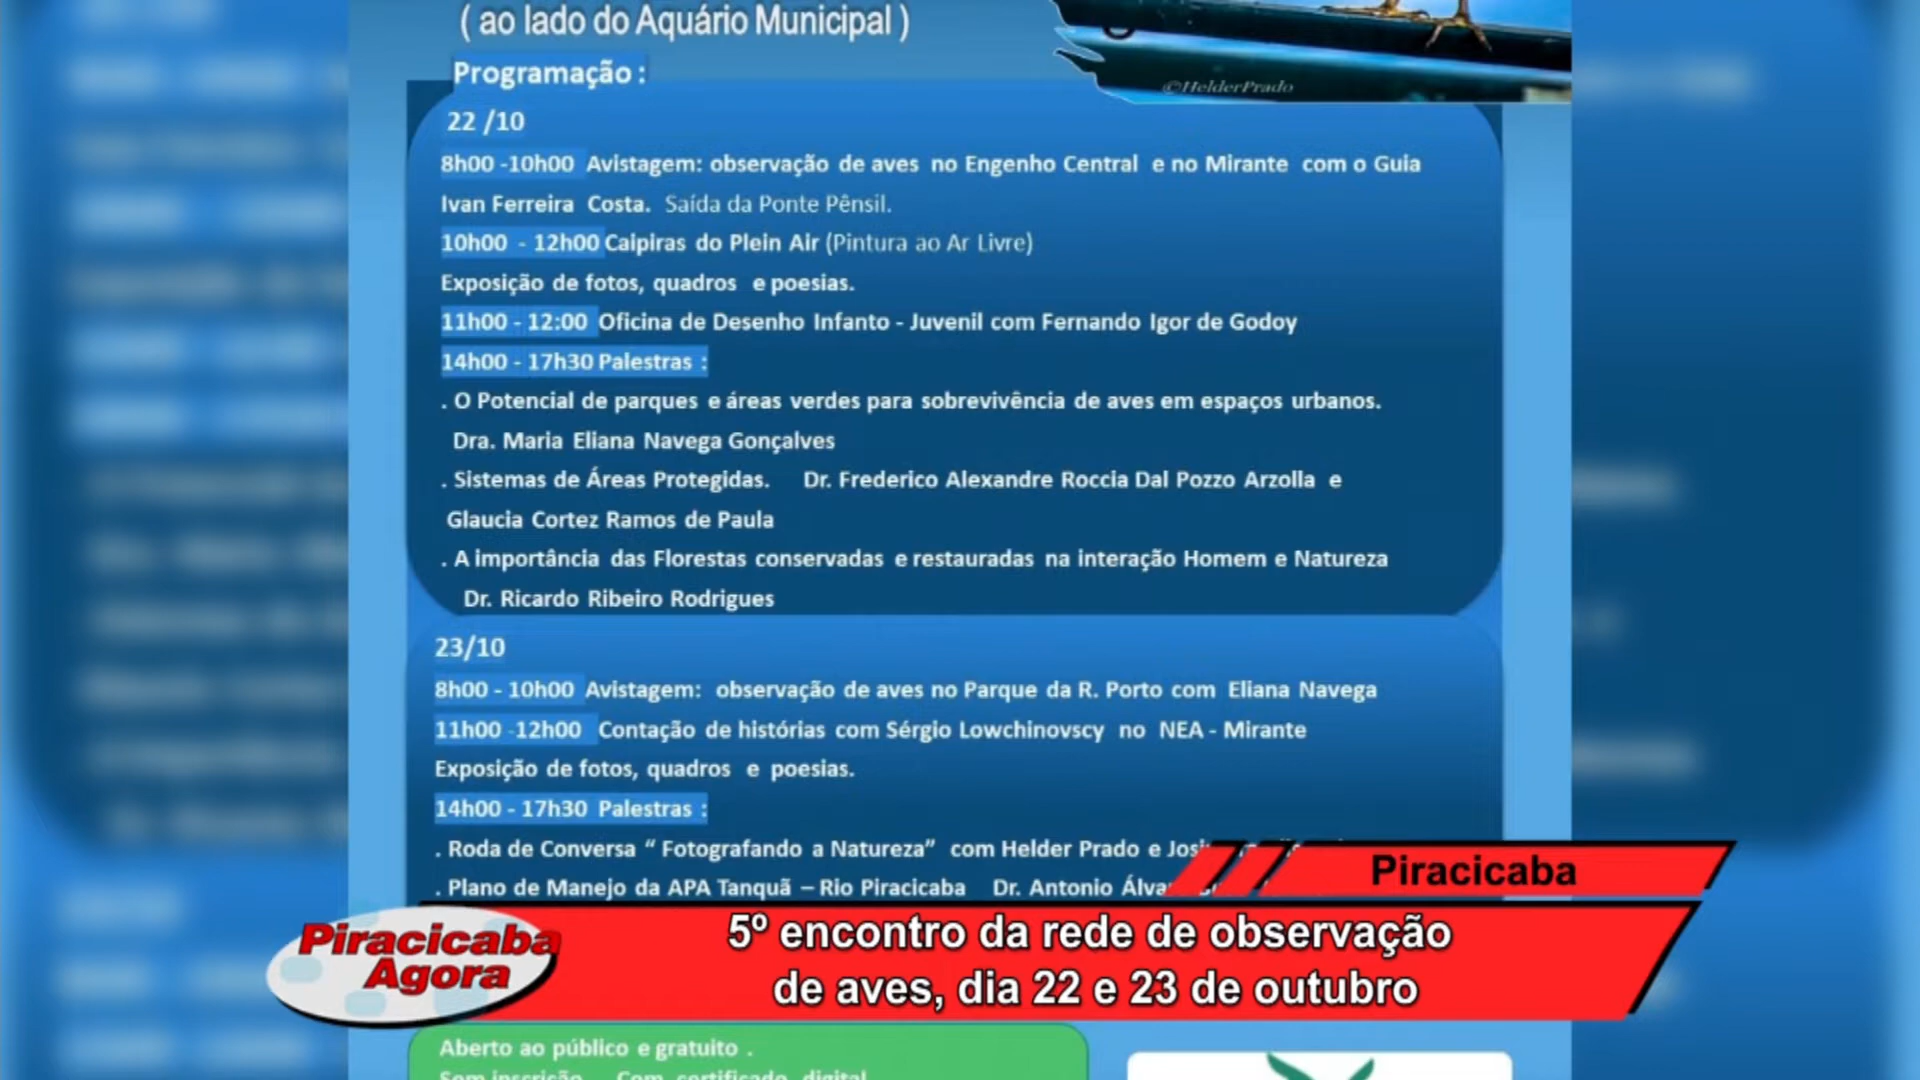 ( ao lado do Aquário Municipal )
Programação :
©HelderPrado
22 /10
8h00 -10h00 Avistagem: observação de aves no Engenho Central e no Mirante com o Guia
Ivan Ferreira Costa. Saída da Ponte Pênsil.
10h00 - 12h00 Caipiras do Plein Air (Pintura ao Ar Livre)
Exposição de fotos, quadros e poesias.
11h00 - 12:00 Oficina de Desenho Infanto - Juvenil com Fernando Igor de Godoy
14h00 - 17h30 Palestras :
. O Potencial de parques e áreas verdes para sobrevivência de aves em espaços urbanos.
Dra. Maria Eliana Navega Gonçalves
. Sistemas de Áreas Protegidas. Dr. Frederico Alexandre Roccia Dal Pozzo Arzolla e
Glaucia Cortez Ramos de Paula
. A importância das Florestas conservadas e restauradas na interação Homem e Natureza
Dr. Ricardo Ribeiro Rodrigues
23/10
8h00 - 10h00 Avistagem: observação de aves no Parque da R. Porto com Eliana Navega
11h00 -12h00 Contação de histórias com Sérgio Lowchinovscy no NEA - Mirante
Exposição de fotos, quadros e poesias.
14h00 - 17h30 Palestras :
. Roda de Conversa “ Fotografando a Natureza” com Helder Prado e
. Plano de Manejo da APA Tanquã – Rio Piracicaba Dr. Antonio
Piracicaba
Piracicaba
Agora
5º encontro da rede de observação
de aves, dia 22 e 23 de outubro
Aberto ao público e gratuito .
Sem inscrição Com certificado digital